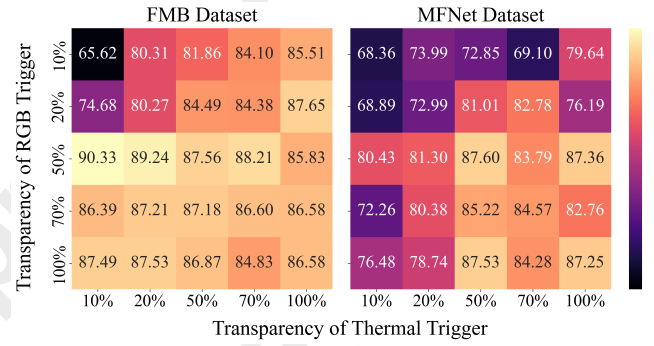 FMB Dataset MFNet Dataset
Transparency of RGB Trigger
10% 65.62 80.31 81.86 84.10 85.51 68.36 73.99 72.85 69.10 79.64
20% 74.68 80.27 84.49 84.38 87.65 68.89 72.99 81.01 82.78 76.19
50% 90.33 89.24 87.56 88.21 85.83 80.43 81.30 87.60 83.79 87.36
70% 86.39 87.21 87.18 86.60 86.58 72.26 80.38 85.22 84.57 82.76
100% 87.49 87.53 86.87 84.83 86.58 76.48 78.74 87.53 84.28 87.25
10% 20% 50% 70% 100% 10% 20% 50% 70% 100%
Transparency of Thermal Trigger